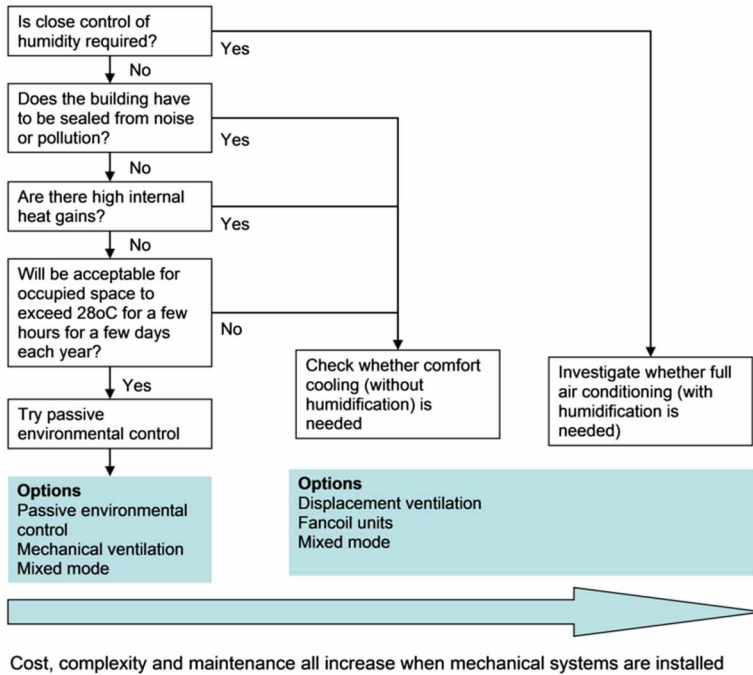 Is close control of
humidity required?
Yes
No
Does the building have
to be sealed from noise
or pollution?
Yes
No
Are there high internal
heat gains?
Yes
No
Will be acceptable for
occupied space to
exceed 28oC for a few
hours for a few days
each year?
No
Yes
Try passive
environmental control
Check whether comfort
cooling (without
humidification) is
needed
Investigate whether full
air conditioning (with
humidification is
needed)
Options
Passive environmental
control
Mechanical ventilation
Mixed mode
Options
Displacement ventilation
Fancoil units
Mixed mode
Cost, complexity and maintenance all increase when mechanical systems are installed